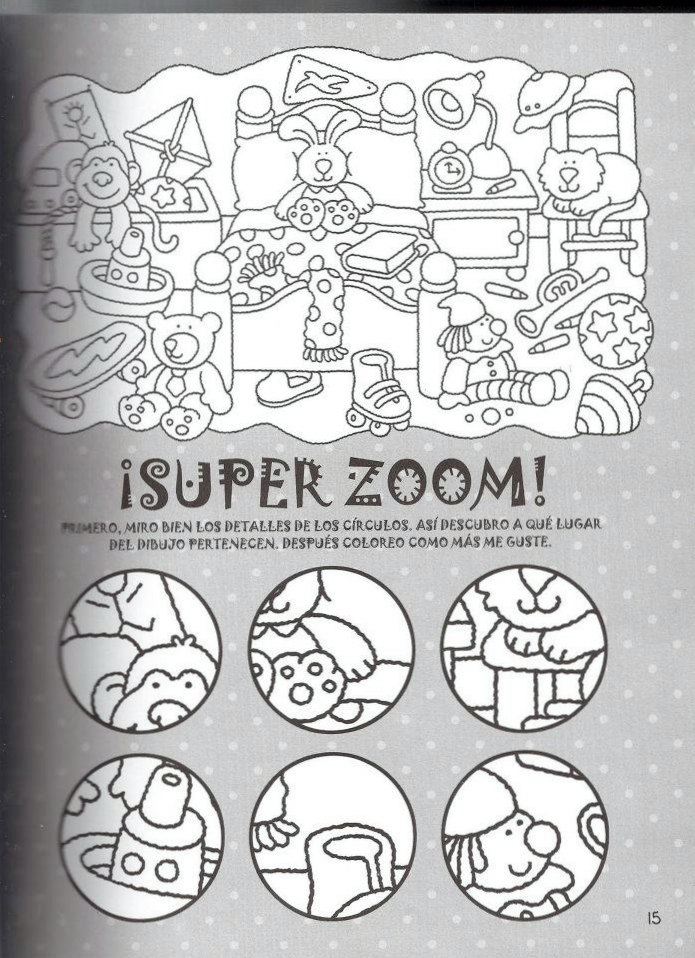 ¡SUPER ZOOM!
PRIMERO, MIRO BIEN LOS DETALLES DE LOS CÍRCULOS. ASÍ DESCUBRO A QUÉ LUGAR
DEL DIBUJO PERTENECEN. DESPUÉS COLOREO COMO MÁS ME GUSTE.
15